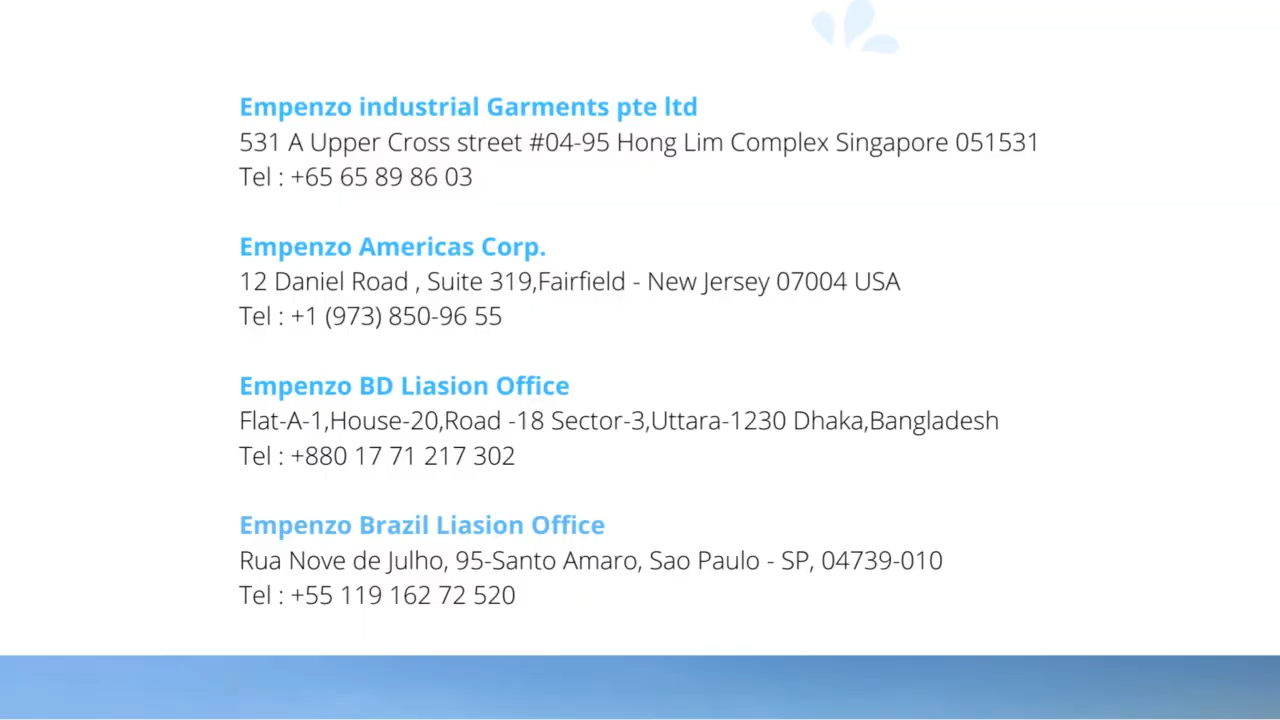 Empenzo industrial Garments pte ltd
531 A Upper Cross street #04-95 Hong Lim Complex Singapore 051531
Tel : +65 65 89 86 03
Empenzo Americas Corp.
12 Daniel Road , Suite 319,Fairfield - New Jersey 07004 USA
Tel : +1 (973) 850-96 55
Empenzo BD Liasion Office
Flat-A-1,House-20,Road -18 Sector-3,Uttara-1230 Dhaka,Bangladesh
Tel : +880 17 71 217 302
Empenzo Brazil Liasion Office
Rua Nove de Julho, 95-Santo Amaro, Sao Paulo - SP, 04739-010
Tel : +55 119 162 72 520